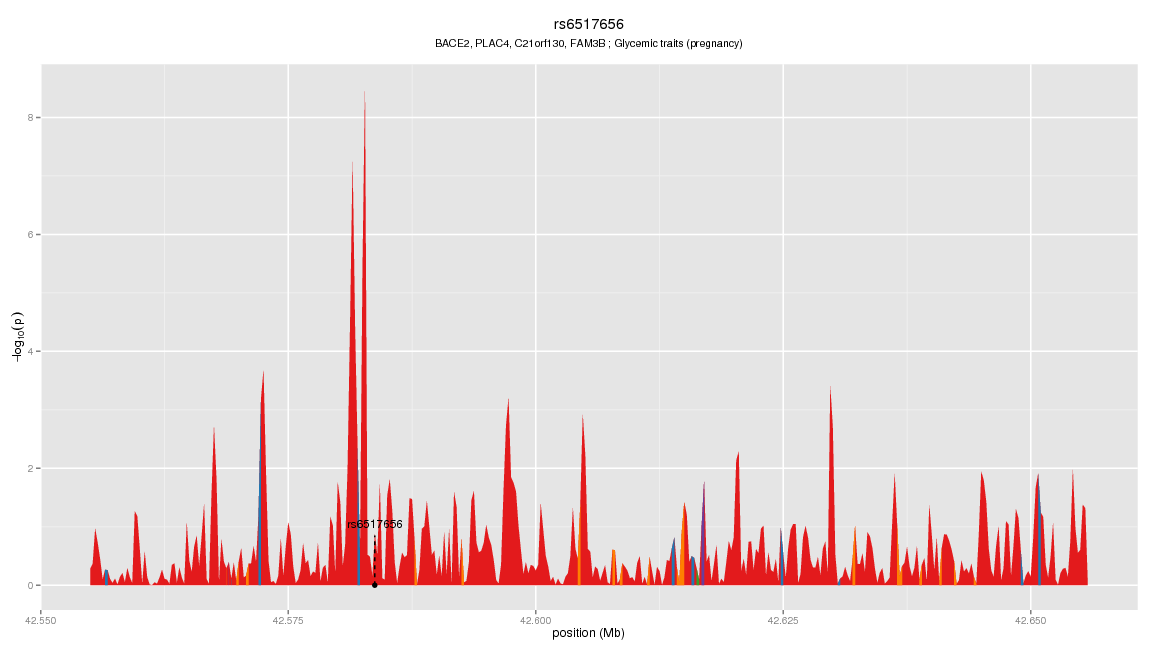 rs6517656
BACE2, PLAC4, C21orf130, FAM3B ; Glycemic traits (pregnancy)
8
6
4
2
0
−log₁₀(p)
rs6517656
42.550
42.575
42.600
42.625
42.650
position (Mb)